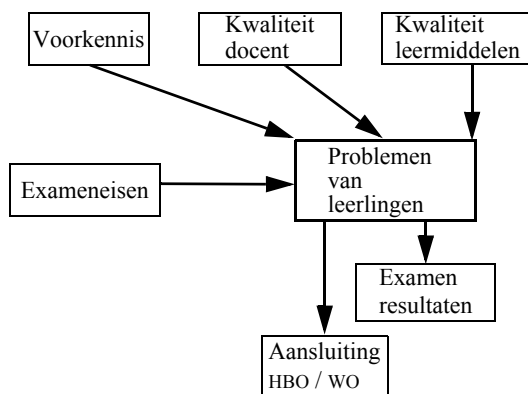 Voorkennis
Kwaliteit
docent
Kwaliteit
leermiddelen
Exameneisen
Problemen
van
leerlingen
Examen
resultaten
Aansluiting
HBO / WO